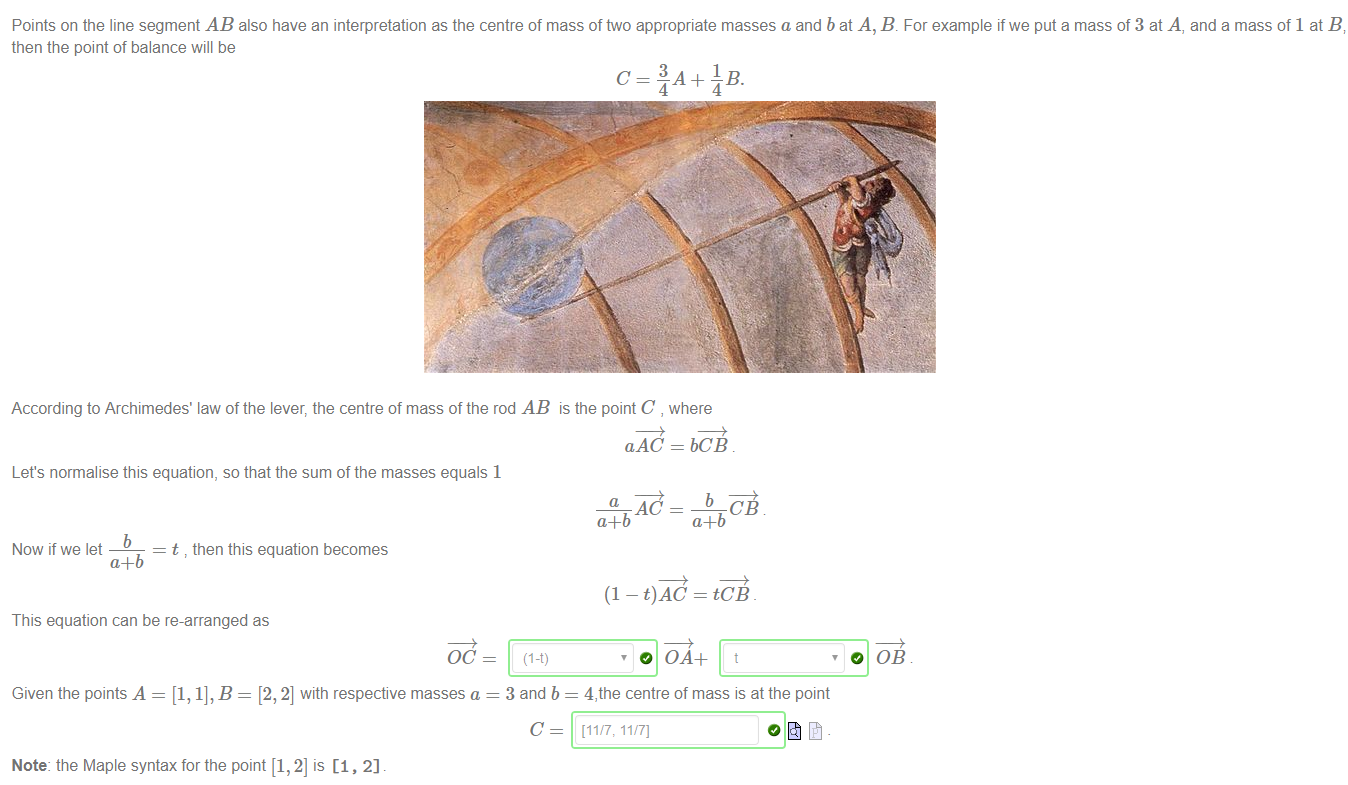 Points on the line segment AB also have an interpretation as the centre of mass of two appropriate masses a and b at A, B. For example if we put a mass of 3 at A, and a mass of 1 at B,
then the point of balance will be
C = 3/4 A + 1/4 B.
According to Archimedes' law of the lever, the centre of mass of the rod AB is the point C , where
a\overrightarrow{AC} = b\overrightarrow{CB} .
Let's normalise this equation, so that the sum of the masses equals 1
\frac{a}{a+b}\overrightarrow{AC} = \frac{b}{a+b}\overrightarrow{CB} .
Now if we let \frac{b}{a+b} = t , then this equation becomes
(1 − t)\overrightarrow{AC} = t\overrightarrow{CB} .
This equation can be re-arranged as
\overrightarrow{OC} = (1-t) \overrightarrow{OA} + t \overrightarrow{OB} .
Given the points A = [1, 1], B = [2, 2] with respective masses a = 3 and b = 4,the centre of mass is at the point
C = [11/7, 11/7] .
Note: the Maple syntax for the point [1, 2] is [1, 2].